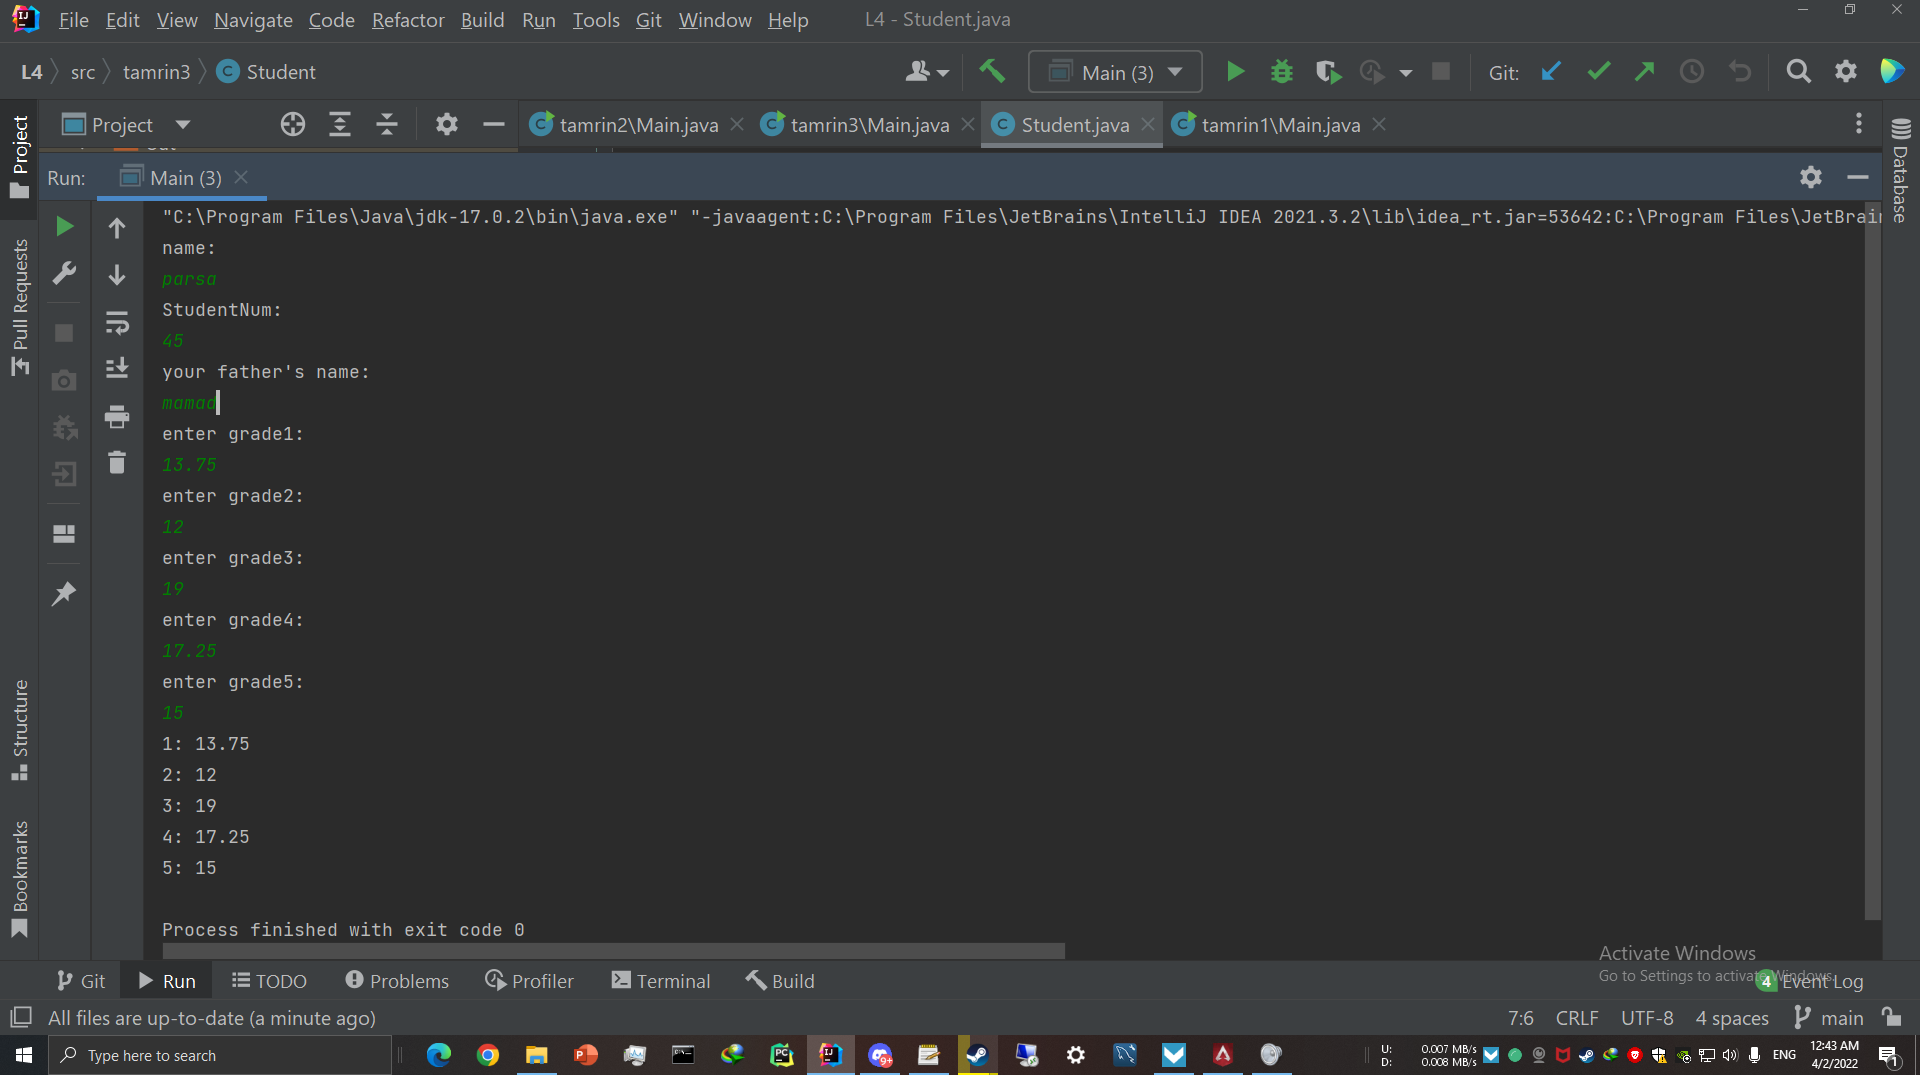 File Edit View Navigate Code Refactor Build Run Tools Git Window Help L4 - Student.java
L4 src tamrin3 Student Main (3) Git:
Project tamrin2\Main.java tamrin3\Main.java Student.java tamrin1\Main.java
Run: Main (3)
"C:\Program Files\Java\jdk-17.0.2\bin\java.exe" "-javaagent:C:\Program Files\JetBrains\IntelliJ IDEA 2021.3.2\lib\idea_rt.jar=53642:C:\Program Files\JetBrain
name:
parsa
StudentNum:
45
your father's name:
mamad
enter grade1:
13.75
enter grade2:
12
enter grade3:
19
enter grade4:
17.25
enter grade5:
15
1: 13.75
2: 12
3: 19
4: 17.25
5: 15
Process finished with exit code 0
Project
Pull Requests
Structure
Bookmarks
Database
Activate Windows
Go to Settings to activate Windows.
Git Run TODO Problems Profiler Terminal Build 4 Event Log
All files are up-to-date (a minute ago) 7:6 CRLF UTF-8 4 spaces main
Type here to search
U: 0.007 MB/s
D: 0.008 MB/s
ENG
12:43 AM
4/2/2022
1